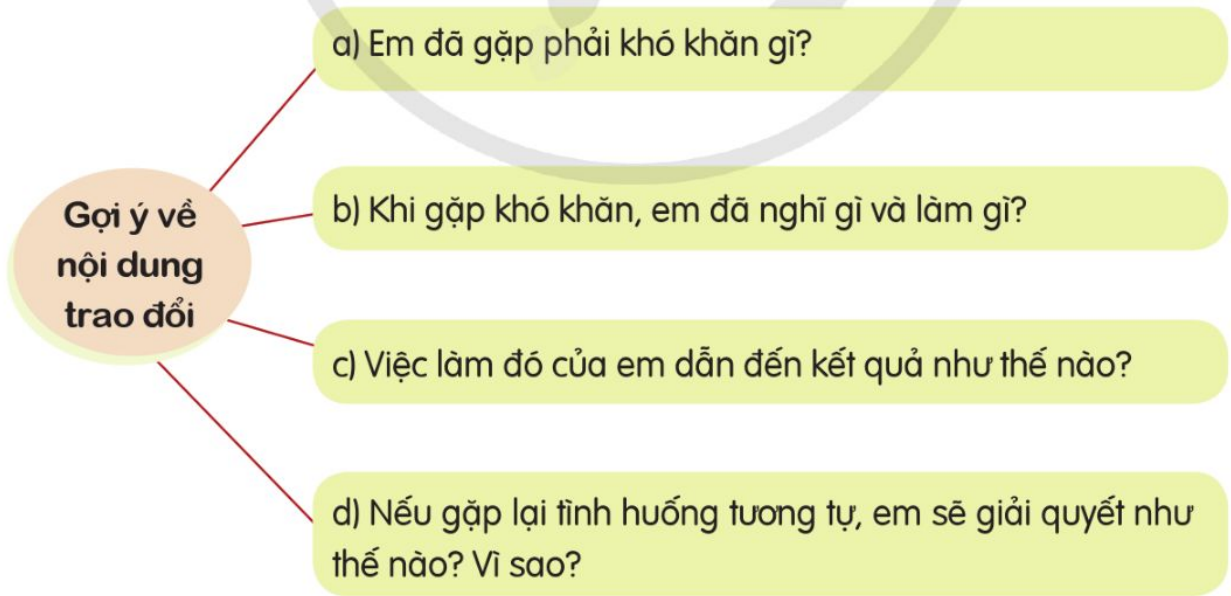 a) Em đã gặp phải khó khăn gì?
Gợi ý về
nội dung
trao đổi
b) Khi gặp khó khăn, em đã nghĩ gì và làm gì?
c) Việc làm đó của em dẫn đến kết quả như thế nào?
d) Nếu gặp lại tình huống tương tự, em sẽ giải quyết như
thế nào? Vì sao?